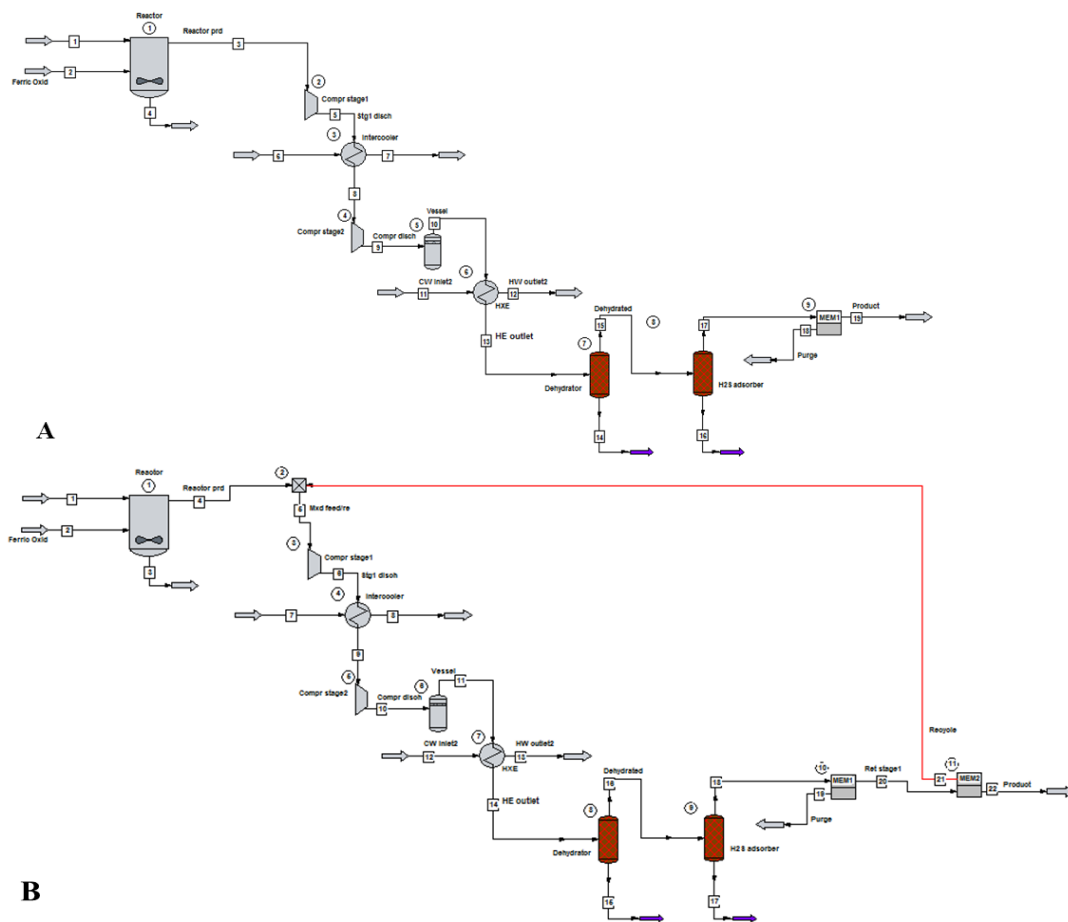 Reactor
1
Reactor prd
1
3
2
Ferric Oxid
2
4
Compr stage1
5
Stg1 disch
3
Intercooler
6
7
8
4
Vessel
5
10
Compr stage2
Compr disch
9
6
CW inlet2
HW outlet2
11
12
HXE
HE outlet
13
Dehydrated
15
8
7
Dehydrator
14
17
9
MEM1
Product
19
18
Purge
H2S adsorber
16
A
Reactor
1
Reactor prd
1
4
2
Mxd feed/re
Ferric Oxid
2
3
Compr stage1
Stg1 disch
4
Intercooler
7
8
9
Vessel
11
Compr stage2
Compr disch
10
7
CW inlet2
HW outlet2
12
HXE
HE outlet
14
Dehydrated
8
Dehydrator
18
9
10
MEM1
Ret stage1
20
19
Purge
Recycle
21
11
MEM2
Product
22
H2S adsorber
17
B